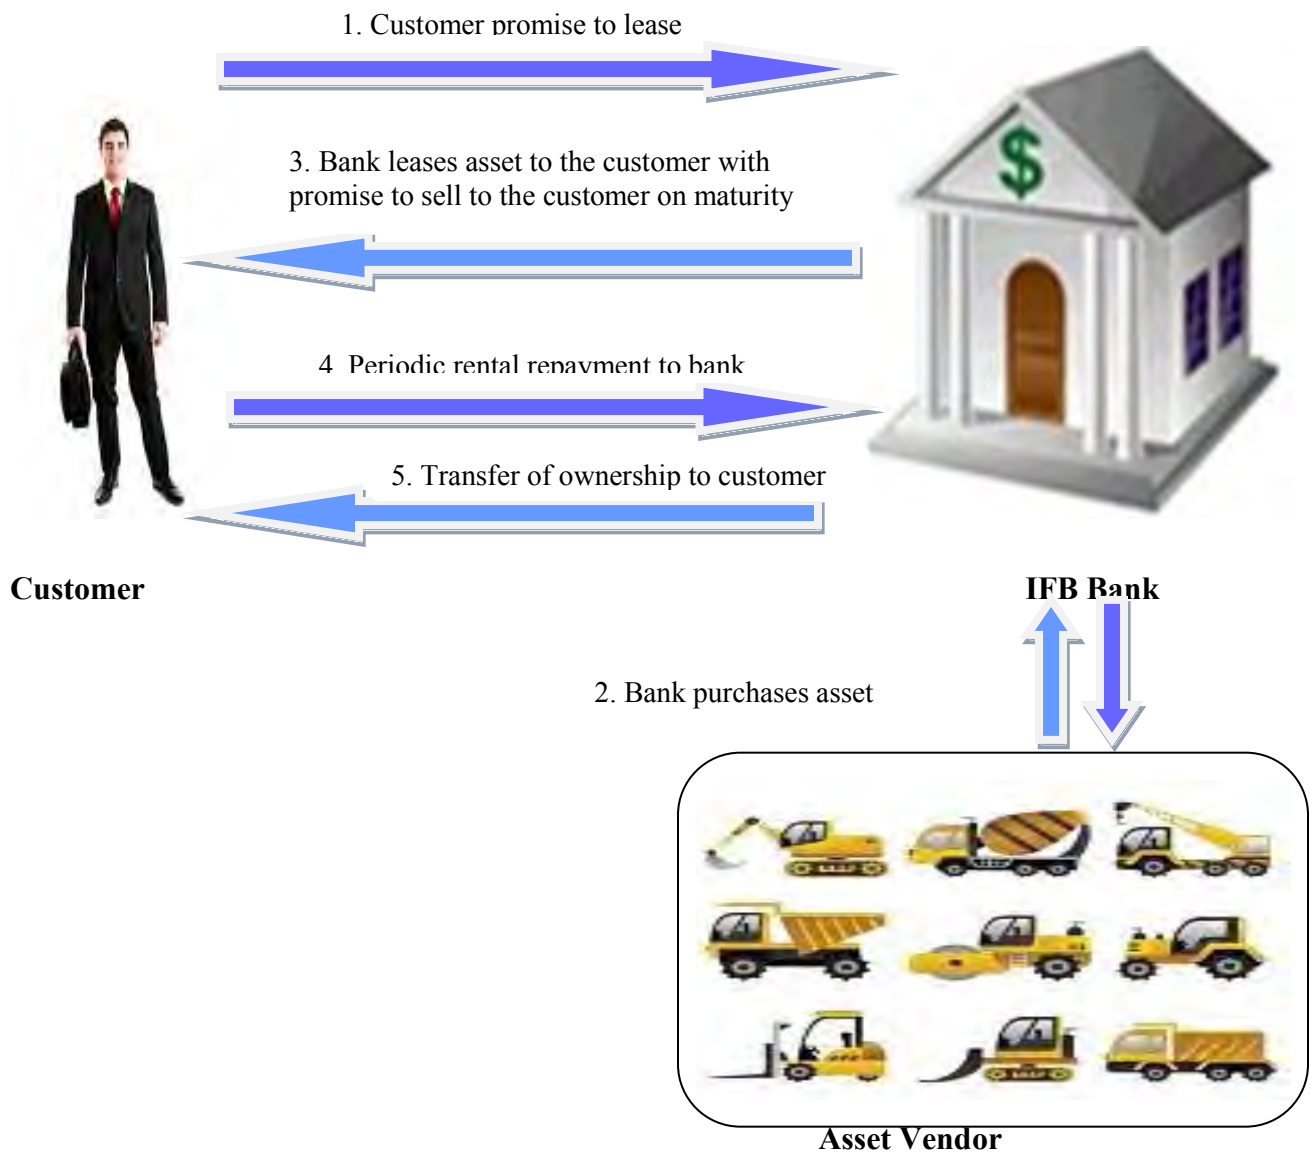 1. Customer promise to lease
3. Bank leases asset to the customer with
promise to sell to the customer on maturity
4. Periodic rental repayment to bank
5. Transfer of ownership to customer
Customer
IFB Bank
2. Bank purchases asset
Asset Vendor
$